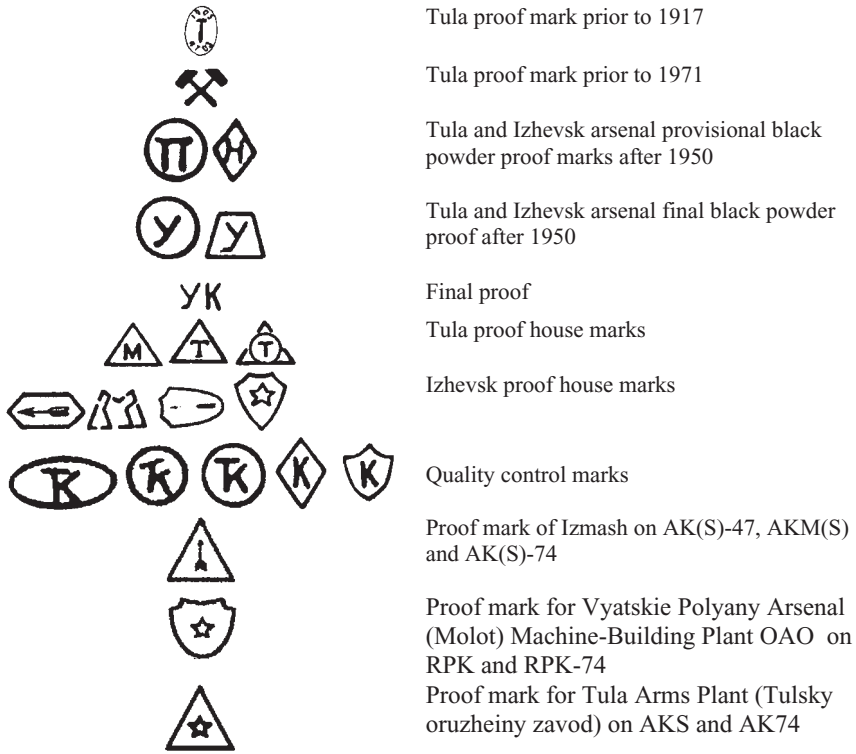 T
Tula proof mark prior to 1917
Tula proof mark prior to 1971
П Н
Tula and Izhevsk arsenal provisional black
powder proof marks after 1950
У У
Tula and Izhevsk arsenal final black powder
proof after 1950
УК
Final proof
М Т Т
Tula proof house marks
Izhevsk proof house marks
ТК ТК ТК К К
Quality control marks
Proof mark of Izmash on AK(S)-47, AKM(S)
and AK(S)-74
Proof mark for Vyatskie Polyany Arsenal
(Molot) Machine-Building Plant OAO on
RPK and RPK-74
Proof mark for Tula Arms Plant (Tulsky
oruzheiny zavod) on AKS and AK74